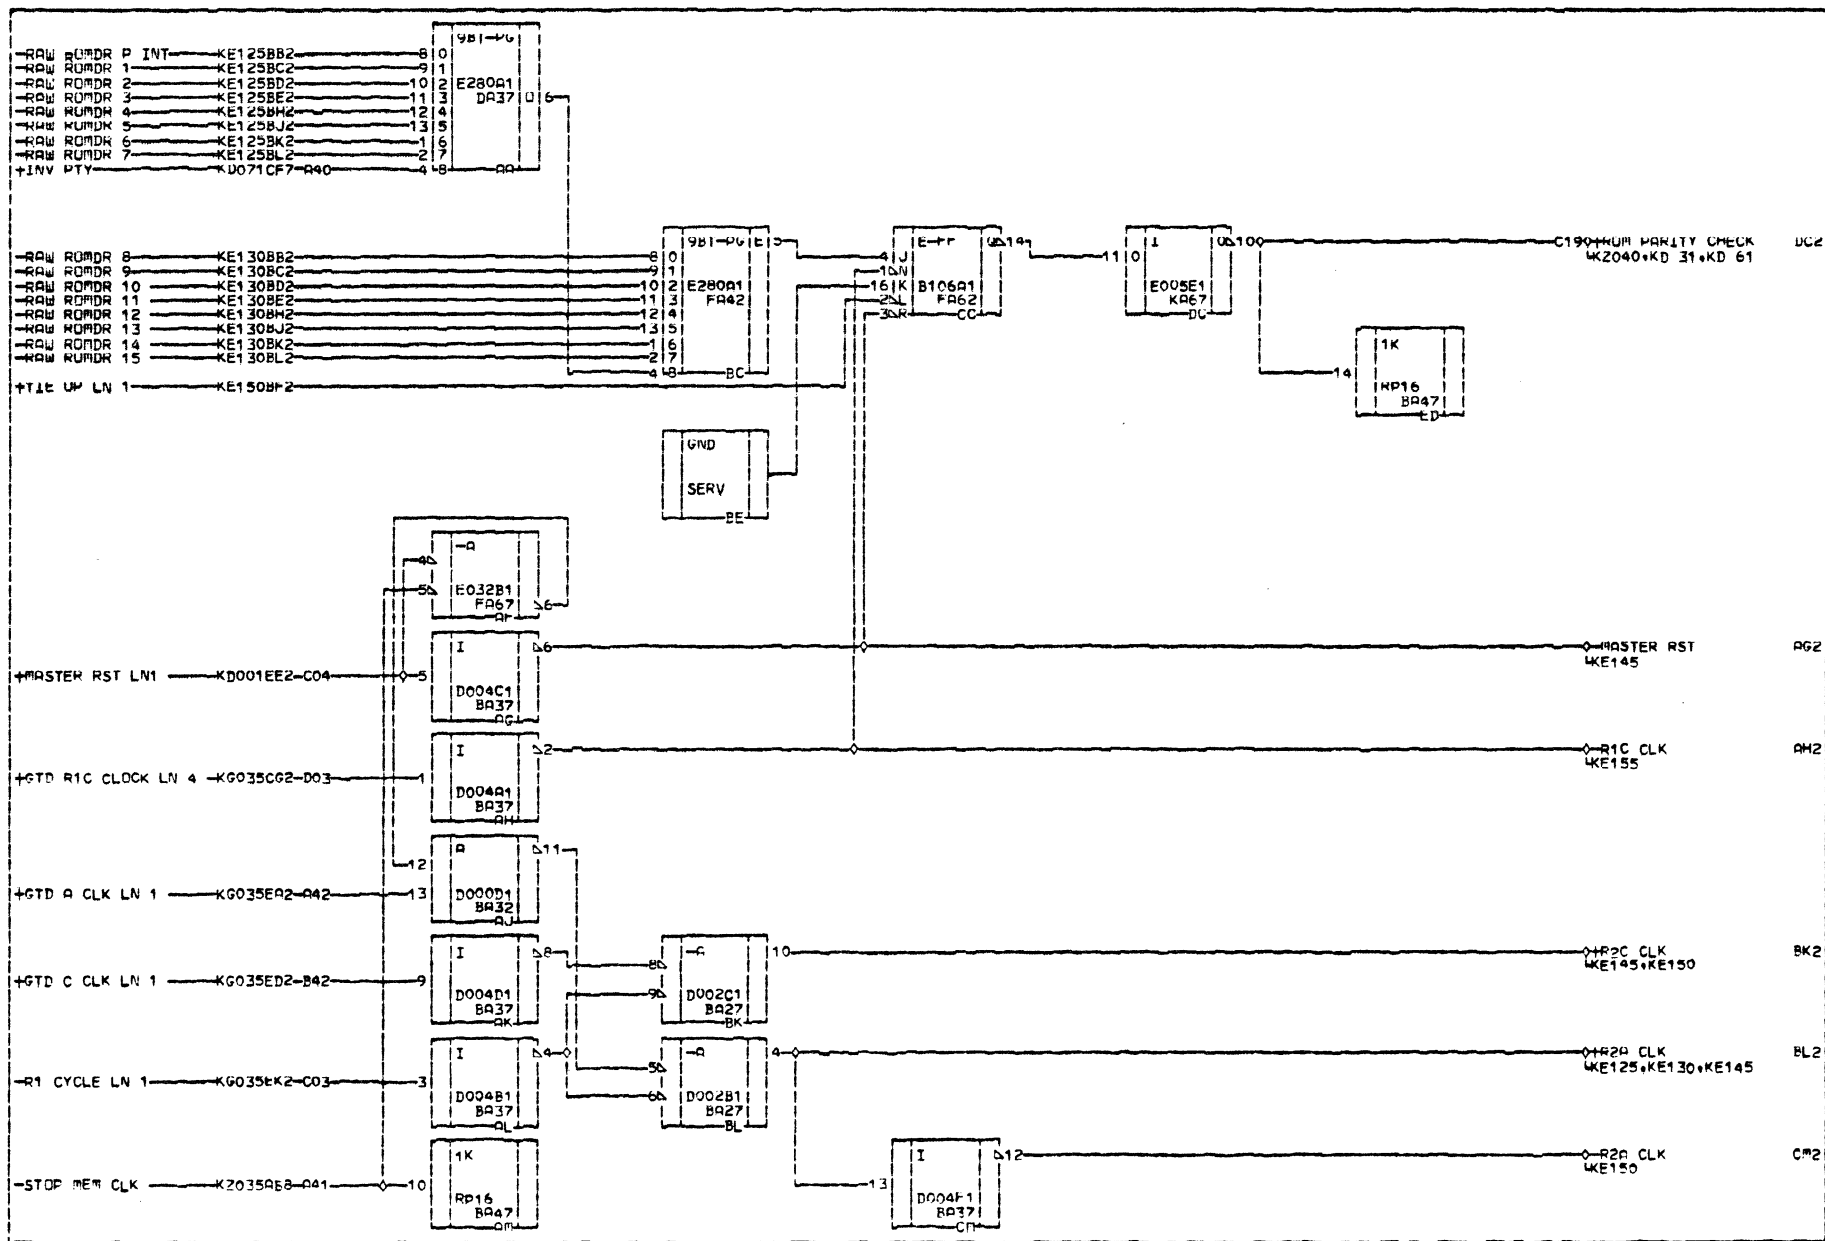 -RAW ROMDR P INT KE125BB2 8 0 9BT-PG
-RAW ROMDR 1 KE125BC2 9 1
-RAW ROMDR 2 KE125BD2 10 2 E280A1
-RAW ROMDR 3 KE125BE2 11 3 DA37 O 6
-RAW ROMDR 4 KE125BH2 12 4
-RAW ROMDR 5 KE125BJ2 13 5
-RAW ROMDR 6 KE125BK2 1 6
-RAW ROMDR 7 KE125BL2 2 7
+INV PTY KD071CF7-A40 4 8 AA
9BT-PG E 5 E-FF Q 14 I 0 10 C19 +ROM PARITY CHECK DC2
-RAW ROMDR 8 KE130BB2 8 0 4 J 11 0 KZ040,KD 31,KD 61
-RAW ROMDR 9 KE130BC2 9 1 1 N
-RAW ROMDR 10 KE130BD2 10 2 E280A1 16 K B106A1 E005E1
-RAW ROMDR 11 KE130BE2 11 3 FA42 2 L FA62 KA67
-RAW ROMDR 12 KE130BH2 12 4 3 R CC DC
-RAW ROMDR 13 KE130BJ2 13 5
-RAW ROMDR 14 KE130BK2 1 6 1K
-RAW ROMDR 15 KE130BL2 2 7
4 8 BC 14
+TIE UP LN 1 KE150BF2 RP16
BA47
ED
GND
SERV
BE
-A
4
5 E032B1
FA67 6
AF
I 6 -MASTER RST AG2
KE145
+MASTER RST LN1 KD001EE2-C04 5
D004C1
BA37
AG
I 2 -R1C CLK AH2
KE155
+GTD R1C CLOCK LN 4 KG035CG2-D03 1
D004A1
BA37
AH
A 11
12
+GTD A CLK LN 1 KG035EA2-A42 13 D000D1
BA32
AJ
I 8 -A 10 +R2C CLK BK2
8 KE145,KE150
+GTD C CLK LN 1 KG035ED2-B42 9
D004D1 9 D002C1
BA37 BA27
AK BK
I 4 -A 4 +R2A CLK BL2
5 KE125,KE130,KE145
-R1 CYCLE LN 1 KG035EK2-C03 3
D004B1 6 D002B1
BA37 BA27
AL BL
1K I 12 -R2A CLK CM2
KE150
-STOP MEM CLK KZ035AB8-A41 10 13
RP16 D004F1
BA47 BA37
AM CM